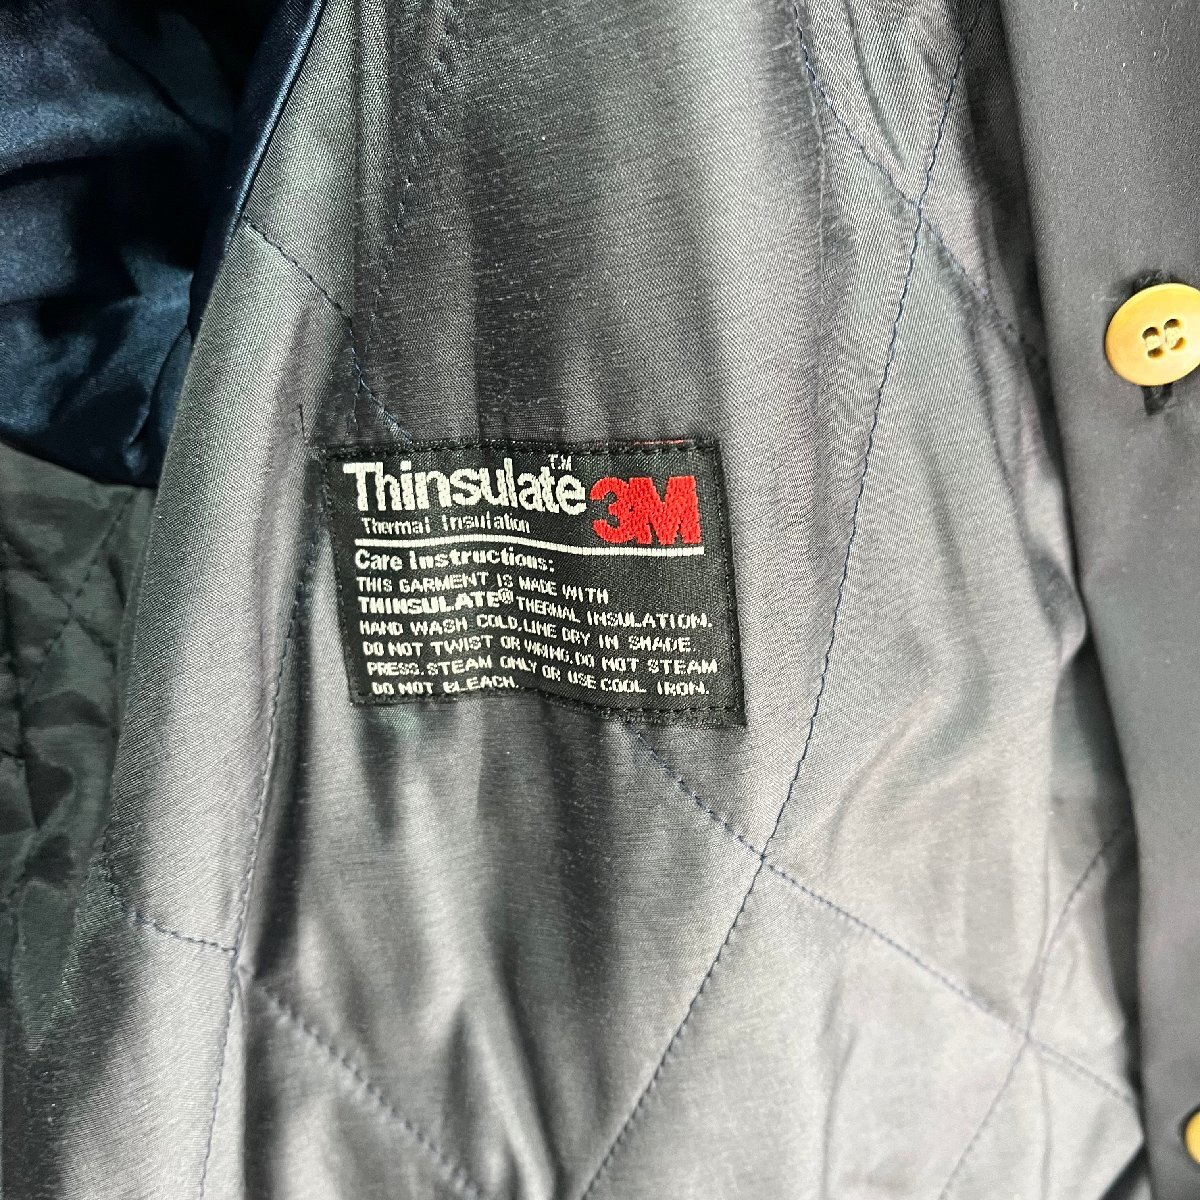 Thinsulate™ 3M
Thermal Insulation
Care Instructions:
THIS GARMENT IS MADE WITH
THINSULATE® THERMAL INSULATION.
HAND WASH COLD, LINE DRY IN SHADE.
DO NOT TWIST OR WRING. DO NOT STEAM
PRESS. STEAM ONLY OR USE COOL IRON.
DO NOT BLEACH.